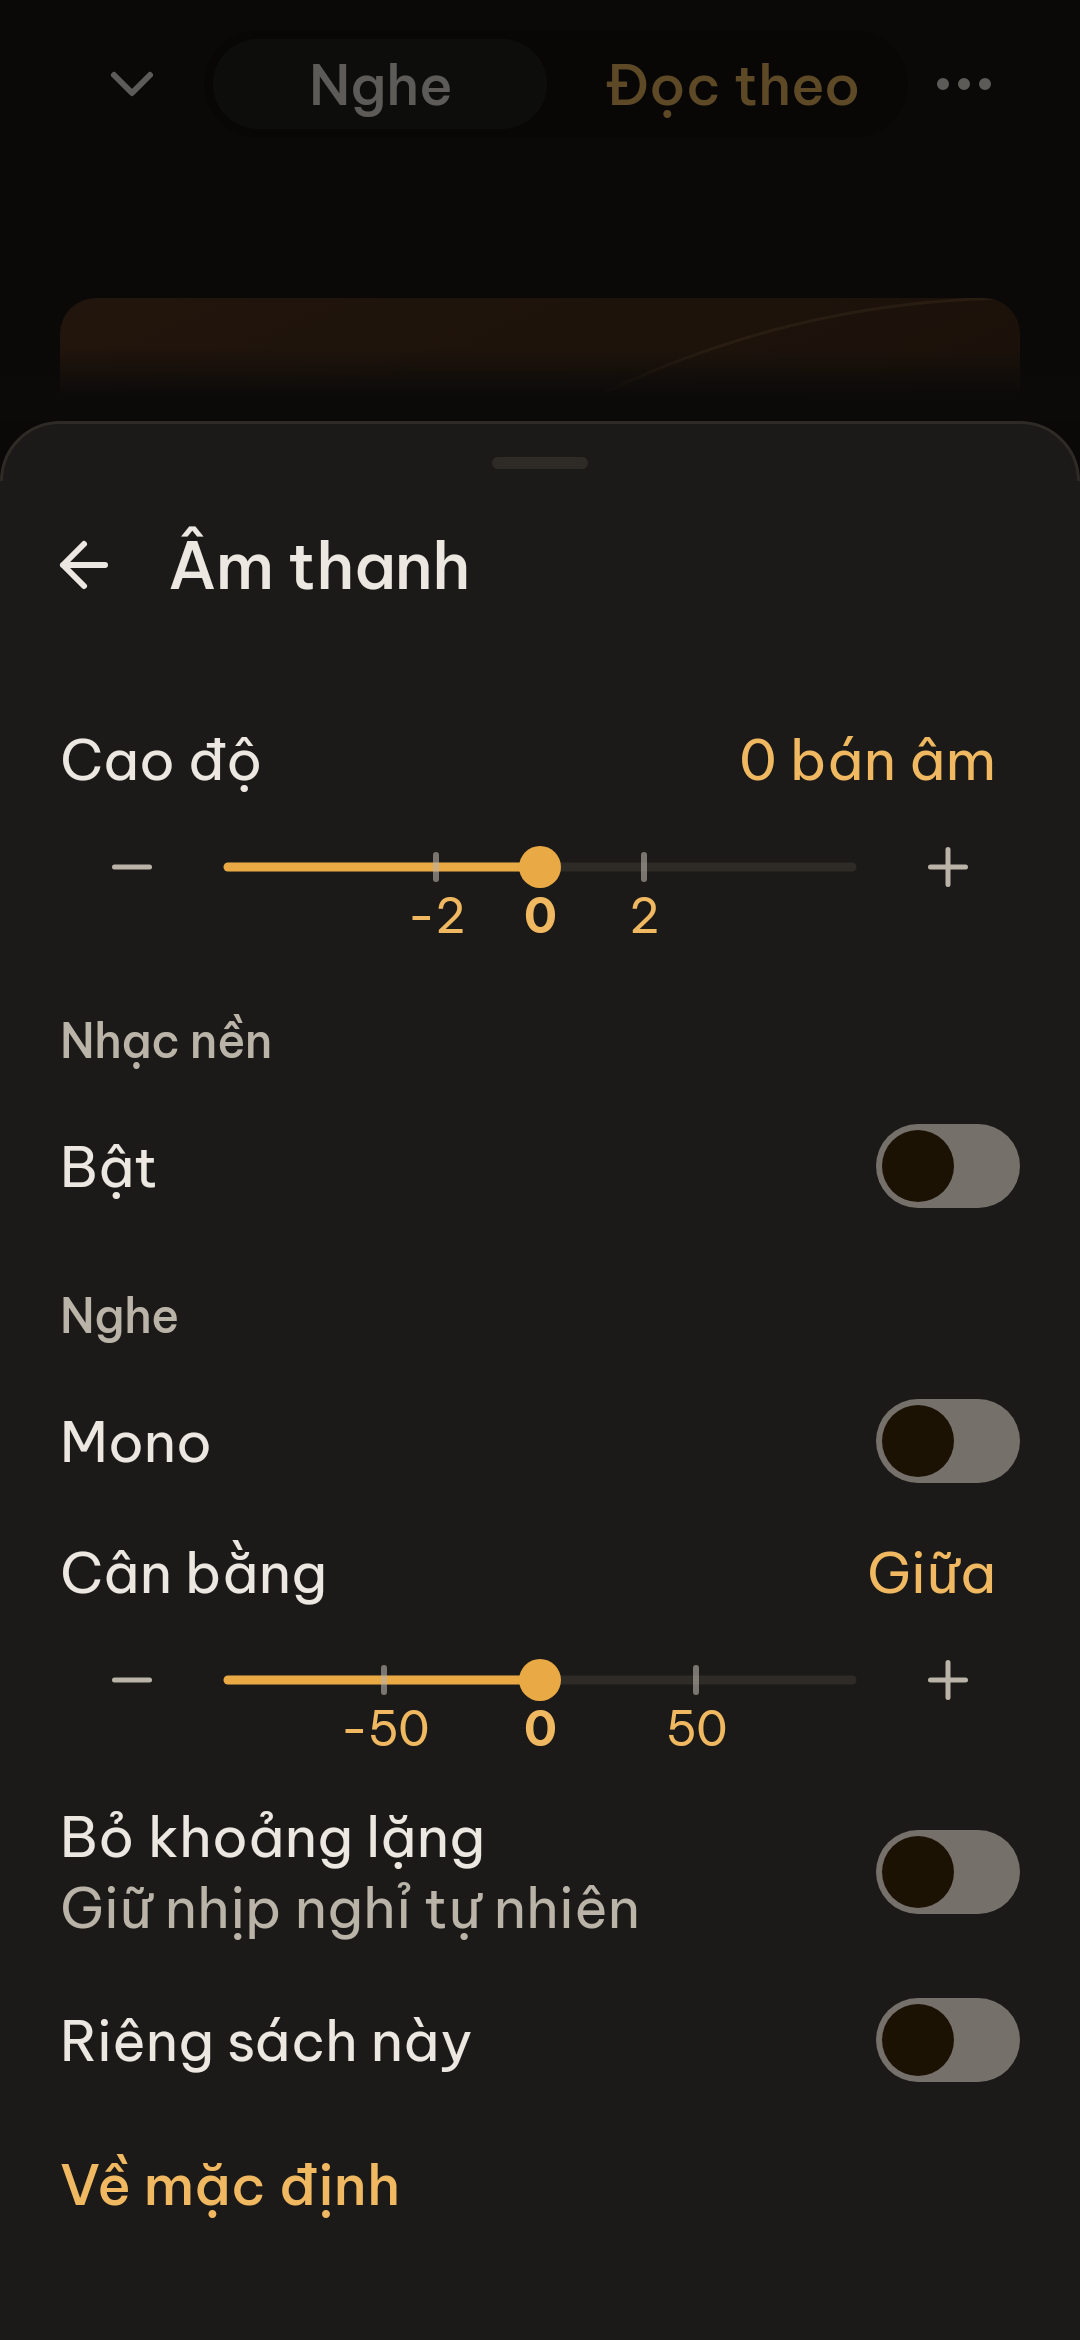 Nghe Đọc theo
Âm thanh
Cao độ 0 bán âm
-2 0 2
Nhạc nền
Bật
Nghe
Mono
Cân bằng Giữa
-50 0 50
Bỏ khoảng lặng
Giữ nhịp nghỉ tự nhiên
Riêng sách này
Về mặc định